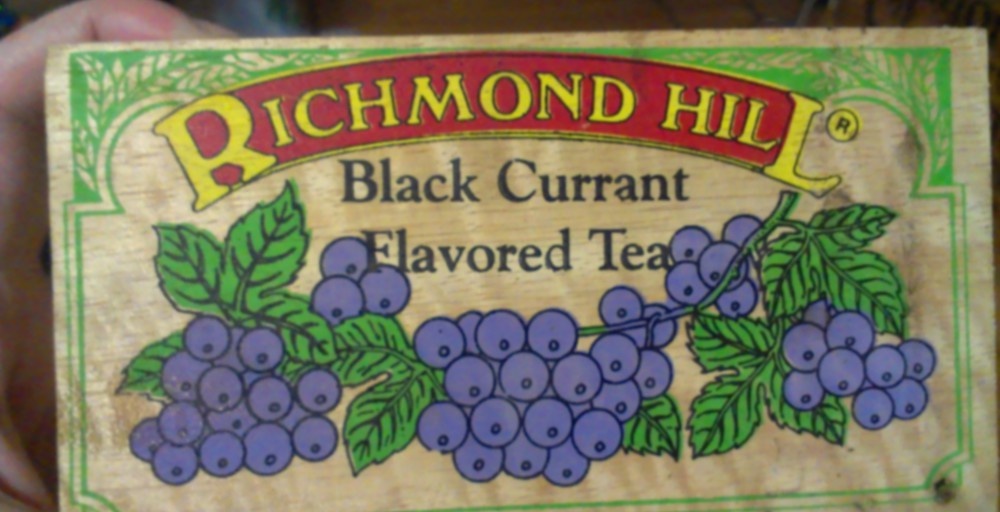 RICHMOND HILL ®
Black Currant
Flavored Tea